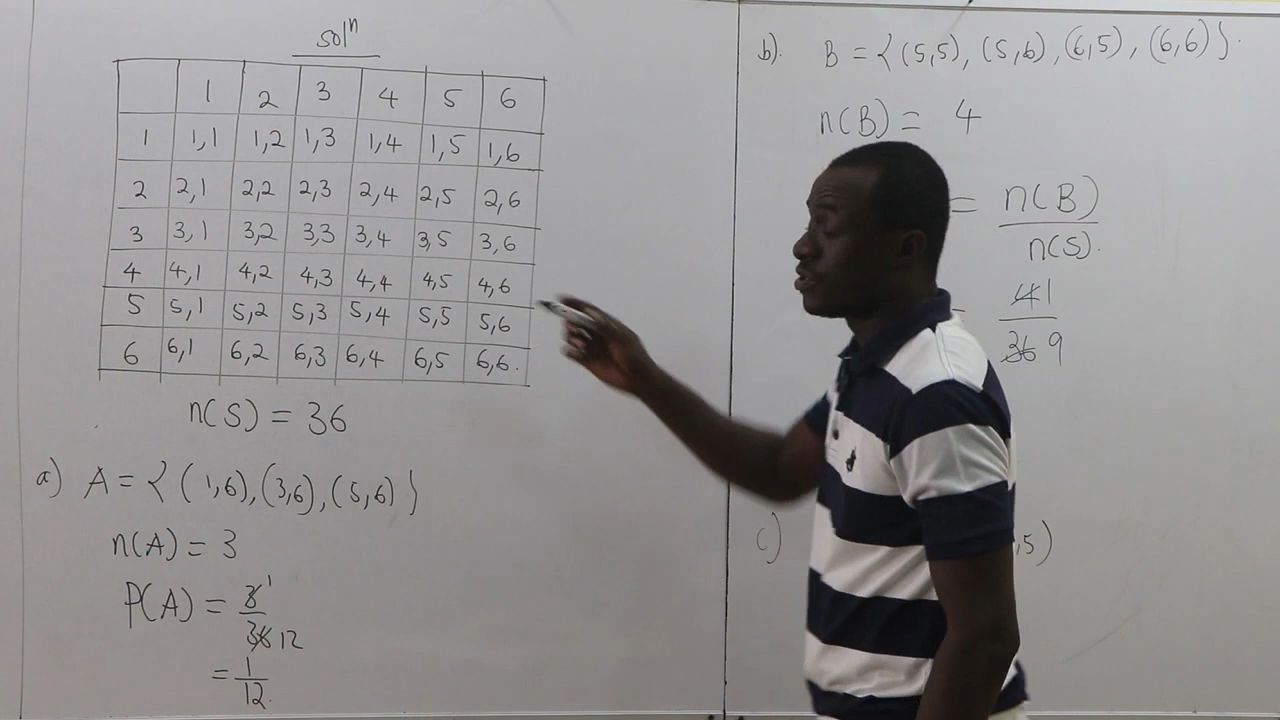 solⁿ
1 2 3 4 5 6
1 1,1 1,2 1,3 1,4 1,5 1,6
2 2,1 2,2 2,3 2,4 2,5 2,6
3 3,1 3,2 3,3 3,4 3,5 3,6
4 4,1 4,2 4,3 4,4 4,5 4,6
5 5,1 5,2 5,3 5,4 5,5 5,6
6 6,1 6,2 6,3 6,4 6,5 6,6.
n(S) = 36
a) A = { (1,6), (3,6), (5,6) }
n(A) = 3
P(A) = 3 1
36 12
= 1
12.
b). B = { (5,5), (5,6), (6,5), (6,6) }.
n(B) = 4
= n(B)
n(S).
4 1
36 9
c) ,5)